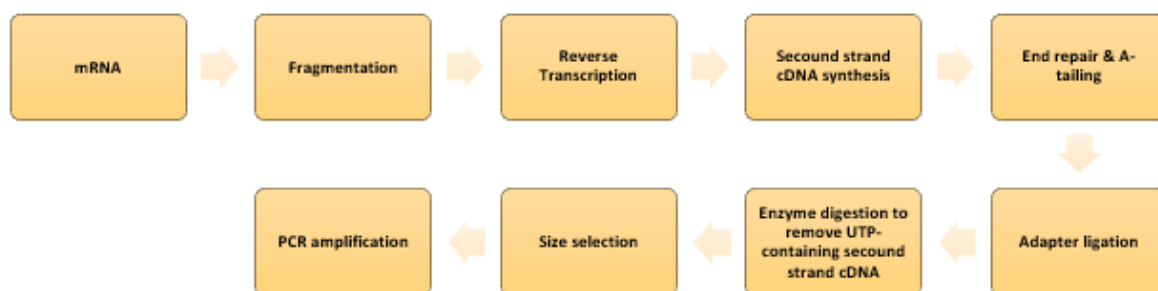 mRNA
Fragmentation
Reverse
Transcription
Secound strand
cDNA synthesis
End repair & A-
tailing
Adapter ligation
Enzyme digestion to
remove UTP-
containing secound
strand cDNA
Size selection
PCR amplification